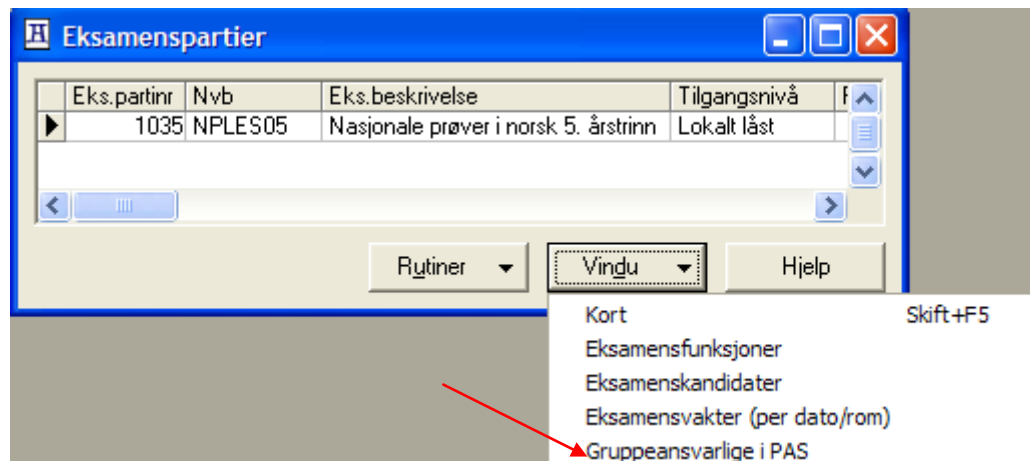 Eksamenspartier
Eks.partinr Nvb Eks.beskrivelse Tilgangsnivå
1035 NPLES05 Nasjonale prøver i norsk 5. årstrinn Lokalt låst
Rutiner Vindu Hjelp
Kort Skift+F5
Eksamensfunksjoner
Eksamenskandidater
Eksamensvakter (per dato/rom)
Gruppeansvarlige i PAS